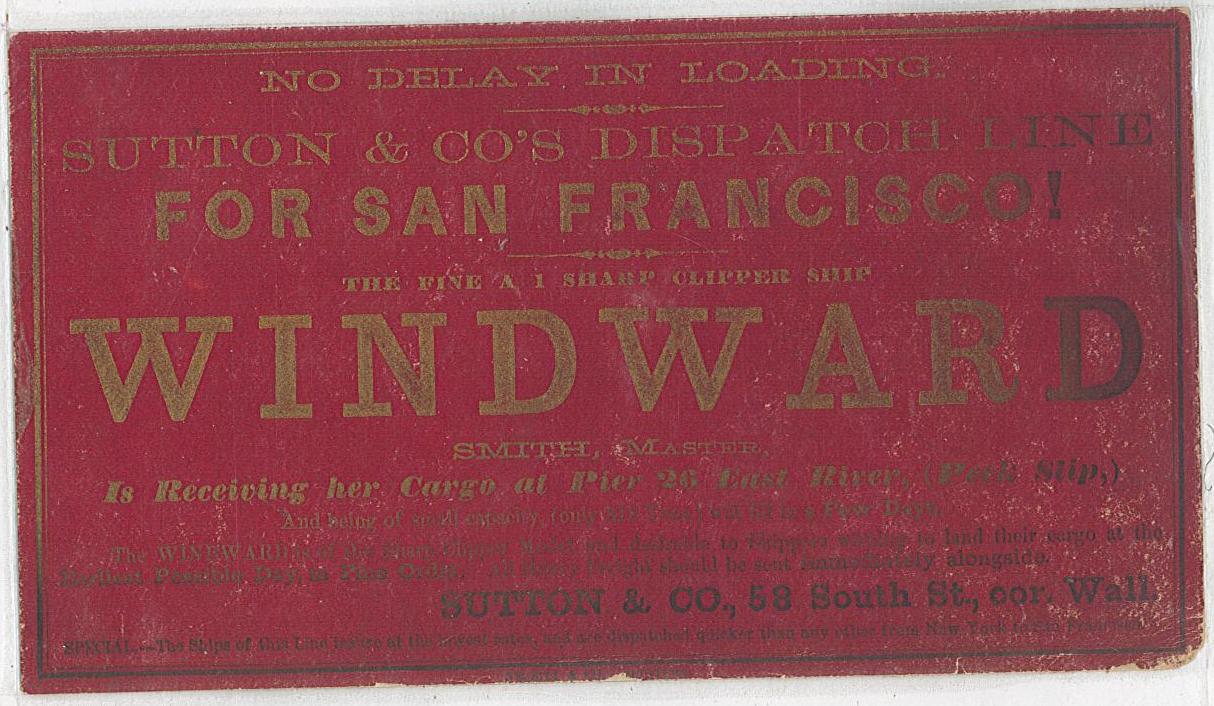 NO DELAY IN LOADING.
SUTTON & CO'S DISPATCH LINE
FOR SAN FRANCISCO!
THE FINE A 1 SHARP CLIPPER SHIP
WINDWARD
SMITH, MASTER,
Is Receiving her Cargo at Pier 26 East River, (Peck Slip,)
And being of small capacity, (only Tons,) will fill in a Few Days.
The WINDWARD is of the Sharp Clipper Model and desirable to Shippers wishing to land their cargo at the
Earliest Possible Day, in Fine Order. All Heavy Freight should be sent immediately alongside.
SUTTON & CO., 58 South St., cor. Wall.
SPECIAL.—The Ships of this Line insure at the lowest rates, and are dispatched quicker than any other from New York to San Francisco.